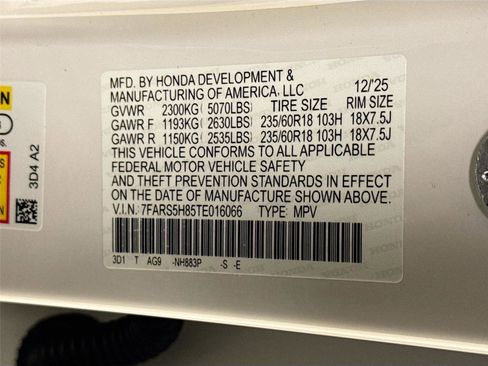 MFD. BY HONDA DEVELOPMENT &
MANUFACTURING OF AMERICA, LLC 12/'25
GVWR 2300KG(5070LBS) TIRE SIZE RIM SIZE
GAWR F 1193KG(2630LBS) 235/60R18 103H 18X7.5J
GAWR R 1150KG(2535LBS) 235/60R18 103H 18X7.5J
THIS VEHICLE CONFORMS TO ALL APPLICABLE
FEDERAL MOTOR VEHICLE SAFETY
AND THEFT PREVENTION STANDARDS IN EFFECT
ON THE DATE OF MANUFACTURE SHOWN ABOVE.
V.I.N.: 7FARS5H85TE016066 TYPE: MPV
3D1 T AG9 -NH883P -S -E
3D4 A2